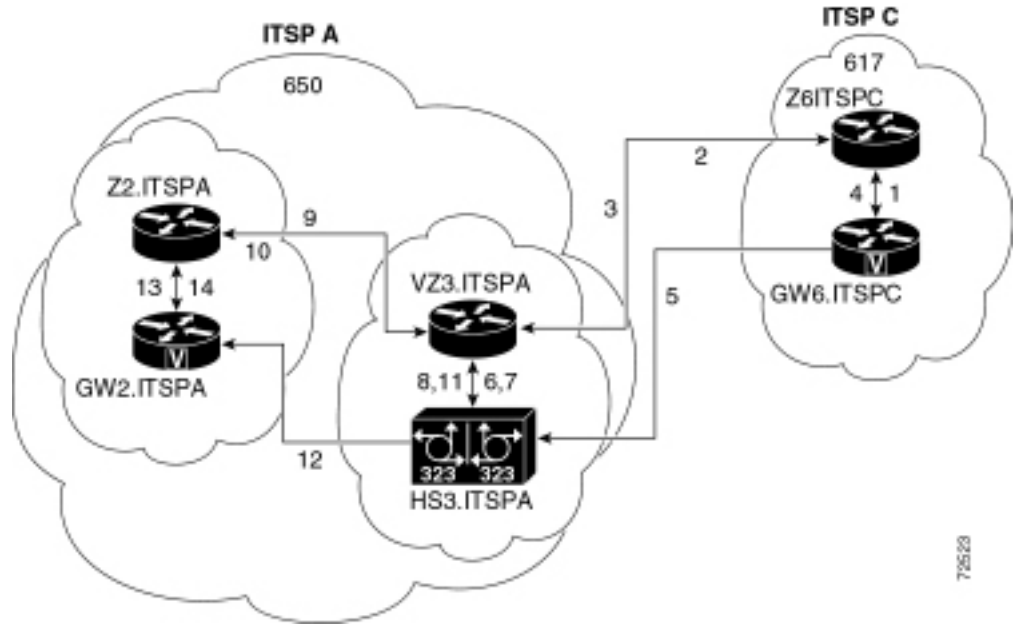 ITSP A
ITSP C
650
617
Z6ITSPC
2
Z2.ITSPA
9
3
4 1
10
VZ3.ITSPA
5
GW6.ITSPC
V
13 14
V
8,11 6,7
GW2.ITSPA
12
323 323
HS3.ITSPA
72523